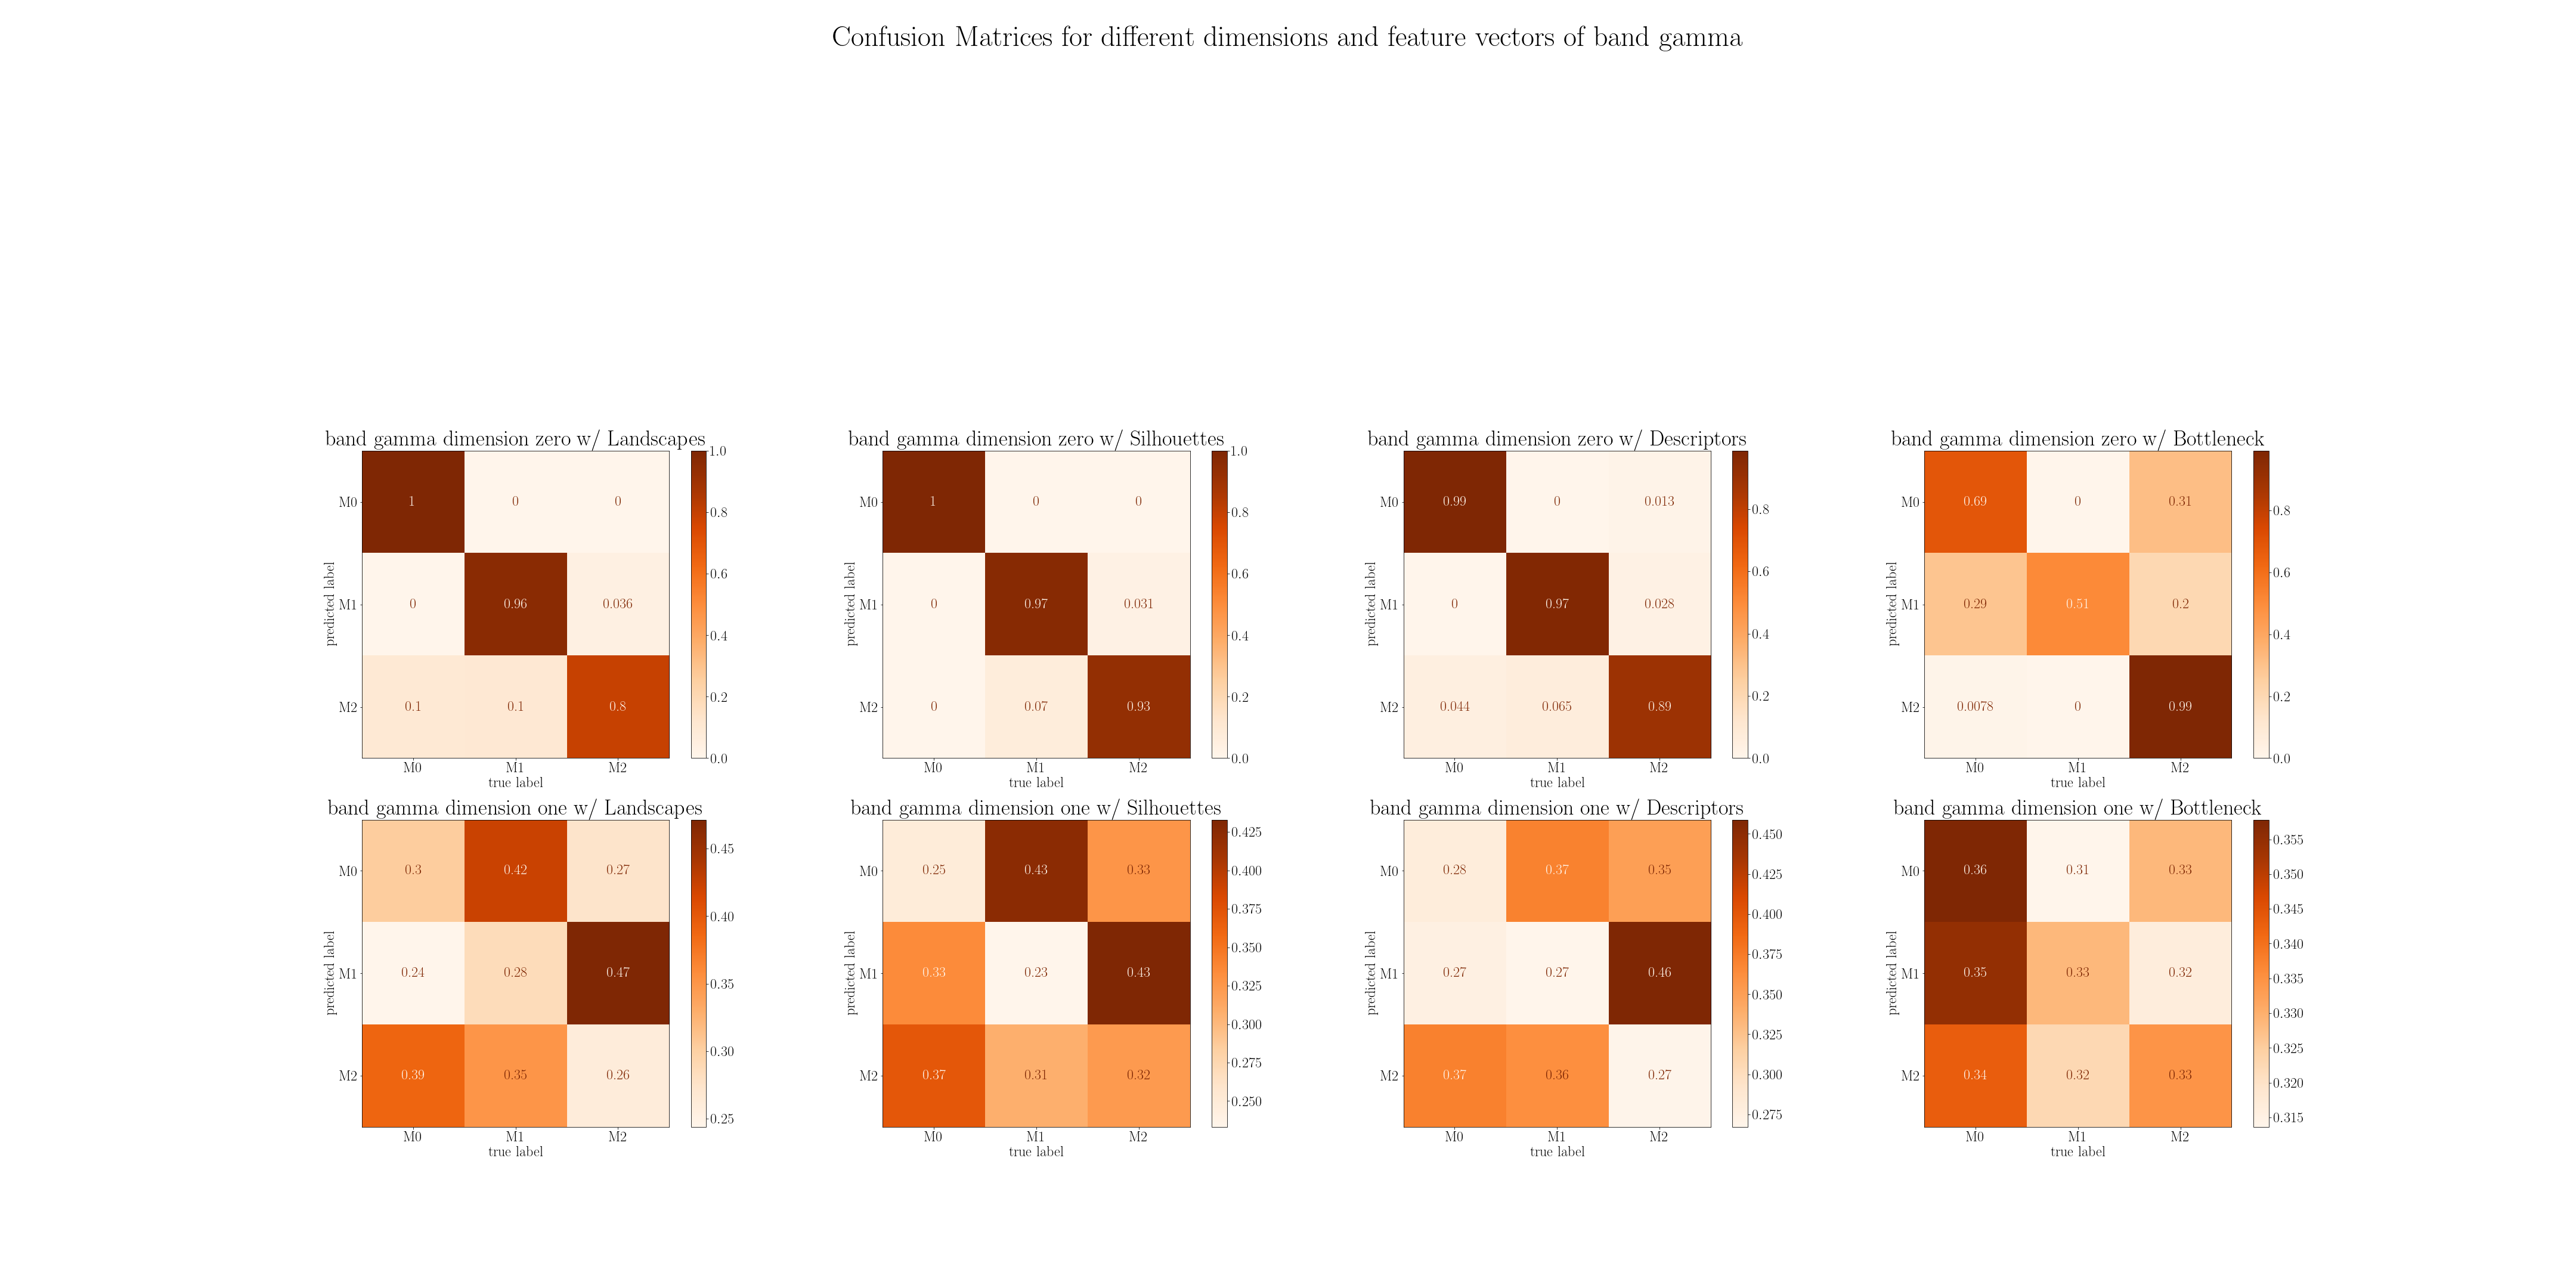 Confusion Matrices for different dimensions and feature vectors of band gamma
band gamma dimension zero w/ Landscapes
predicted label
M0 1 0 0
M1 0 0.96 0.036
M2 0.1 0.1 0.8
M0 M1 M2
true label
1.0
0.8
0.6
0.4
0.2
0.0
band gamma dimension zero w/ Silhouettes
predicted label
M0 1 0 0
M1 0 0.97 0.031
M2 0 0.07 0.93
M0 M1 M2
true label
1.0
0.8
0.6
0.4
0.2
0.0
band gamma dimension zero w/ Descriptors
predicted label
M0 0.99 0 0.013
M1 0 0.97 0.028
M2 0.044 0.065 0.89
M0 M1 M2
true label
0.8
0.6
0.4
0.2
0.0
band gamma dimension zero w/ Bottleneck
predicted label
M0 0.69 0 0.31
M1 0.29 0.51 0.2
M2 0.0078 0 0.99
M0 M1 M2
true label
0.8
0.6
0.4
0.2
0.0
band gamma dimension one w/ Landscapes
predicted label
M0 0.3 0.42 0.27
M1 0.24 0.28 0.47
M2 0.39 0.35 0.26
M0 M1 M2
true label
0.45
0.40
0.35
0.30
0.25
band gamma dimension one w/ Silhouettes
predicted label
M0 0.25 0.43 0.33
M1 0.33 0.23 0.43
M2 0.37 0.31 0.32
M0 M1 M2
true label
0.425
0.400
0.375
0.350
0.325
0.300
0.275
0.250
band gamma dimension one w/ Descriptors
predicted label
M0 0.28 0.37 0.35
M1 0.27 0.27 0.46
M2 0.37 0.36 0.27
M0 M1 M2
true label
0.450
0.425
0.400
0.375
0.350
0.325
0.300
0.275
band gamma dimension one w/ Bottleneck
predicted label
M0 0.36 0.31 0.33
M1 0.35 0.33 0.32
M2 0.34 0.32 0.33
M0 M1 M2
true label
0.355
0.350
0.345
0.340
0.335
0.330
0.325
0.320
0.315